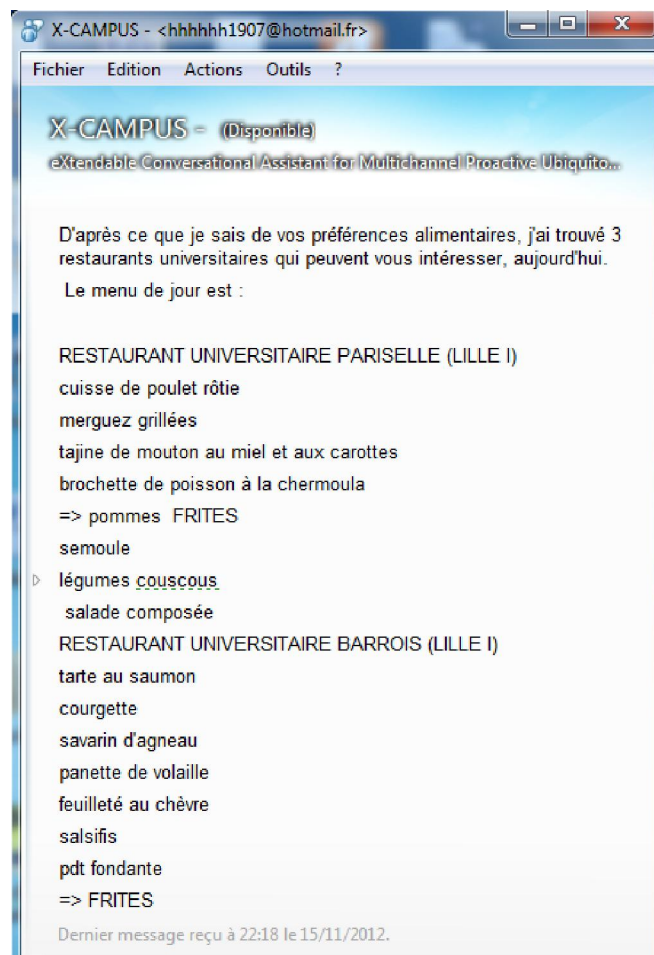 X-CAMPUS - <hhhhhh1907@hotmail.fr>
Fichier Edition Actions Outils ?
X-CAMPUS - (Disponible)
eXtendable Conversational Assistant for Multichannel Proactive Ubiquito...
D'après ce que je sais de vos préférences alimentaires, j'ai trouvé 3
restaurants universitaires qui peuvent vous intéresser, aujourd'hui.
Le menu de jour est :
RESTAURANT UNIVERSITAIRE PARISELLE (LILLE I)
cuisse de poulet rôtie
merguez grillées
tajine de mouton au miel et aux carottes
brochette de poisson à la chermoula
=> pommes FRITES
semoule
légumes couscous
salade composée
RESTAURANT UNIVERSITAIRE BARROIS (LILLE I)
tarte au saumon
courgette
savarin d'agneau
panette de volaille
feuilleté au chèvre
salsifis
pdt fondante
=> FRITES
Dernier message reçu à 22:18 le 15/11/2012.